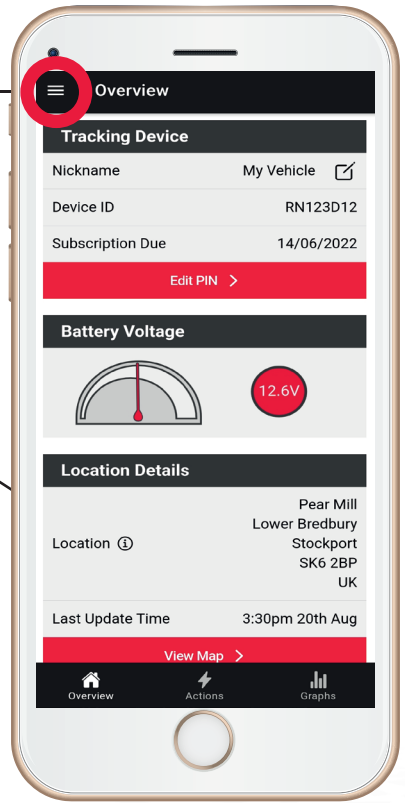 Overview
Tracking Device
Nickname My Vehicle
Device ID RN123D12
Subscription Due 14/06/2022
Edit PIN
Battery Voltage
12.6V
Location Details
Location
Pear Mill
Lower Bredbury
Stockport
SK6 2BP
UK
Last Update Time 3:30pm 20th Aug
View Map
Overview Actions Graphs